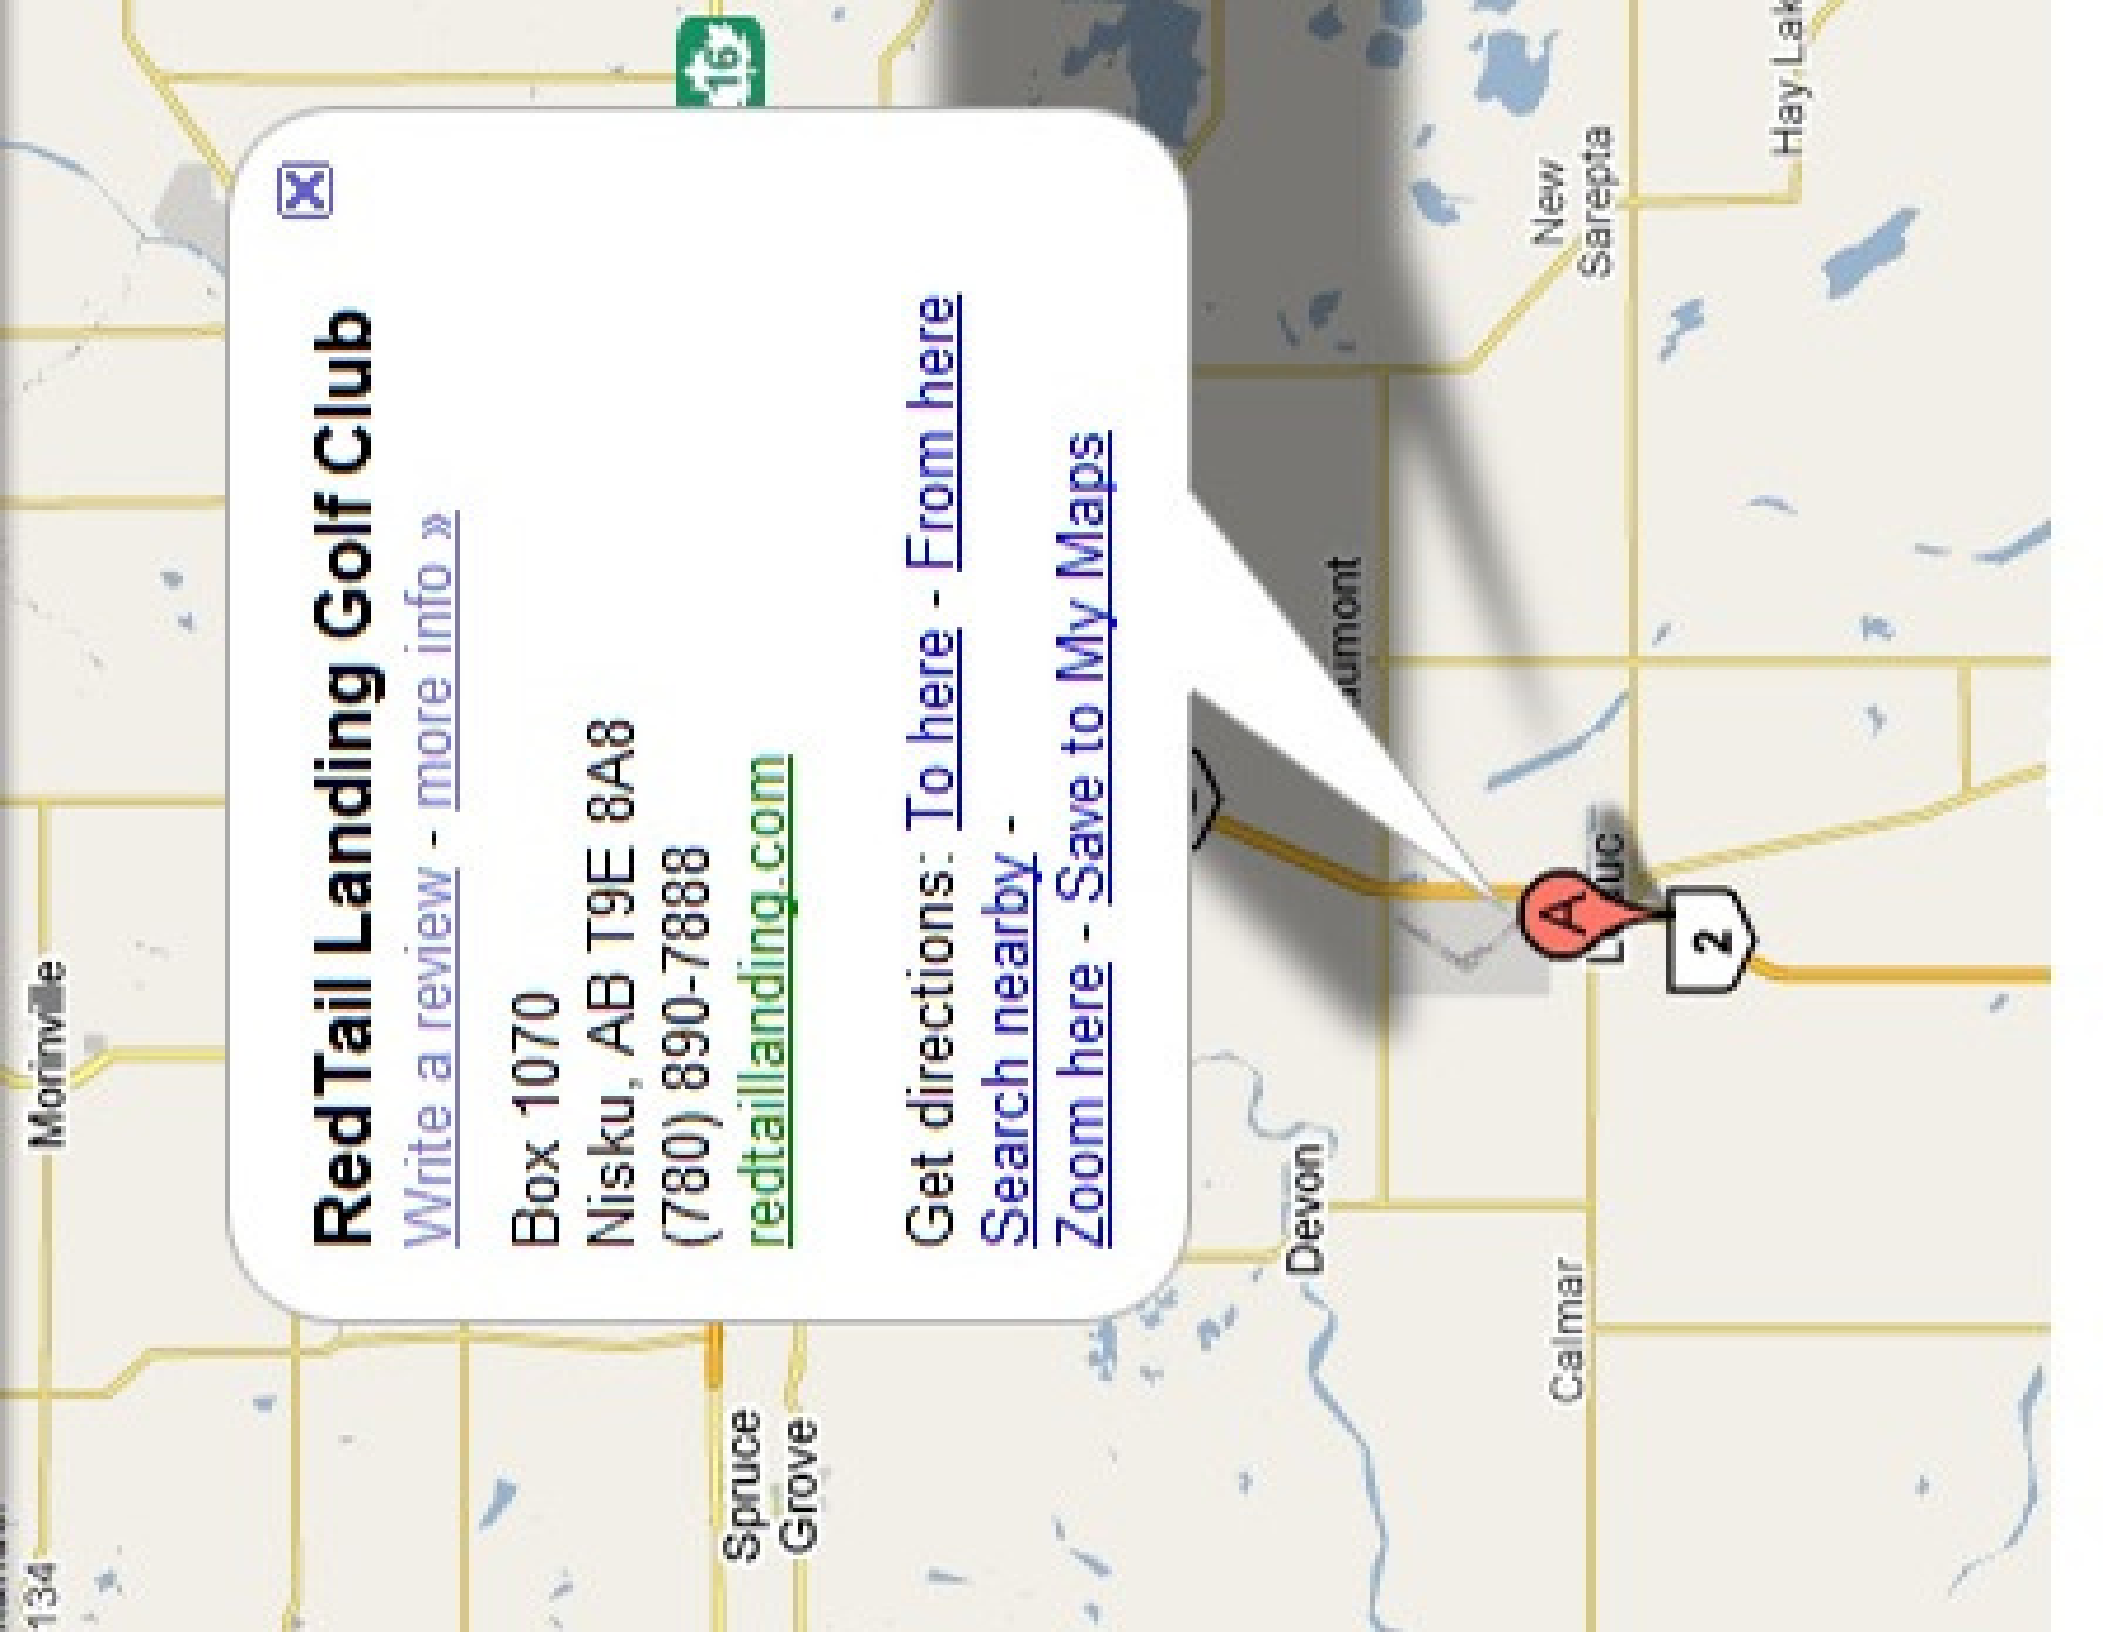 RedTail Landing Golf Club
Write a review - more info »
Box 1070
Nisku, AB T9E 8A8
(780) 890-7888
redtaillanding.com
Get directions: To here - From here
Search nearby -
Zoom here - Save to My Maps
134
Morinville
16
Spruce
Grove
Devon
Calmar
A
2
New
Sarepta